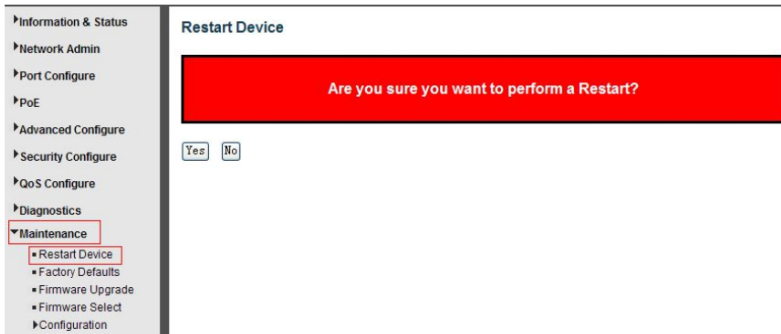 Information & Status
Network Admin
Port Configure
PoE
Advanced Configure
Security Configure
QoS Configure
Diagnostics
Maintenance
Restart Device
Factory Defaults
Firmware Upgrade
Firmware Select
Configuration
Restart Device
Are you sure you want to perform a Restart?
Yes No